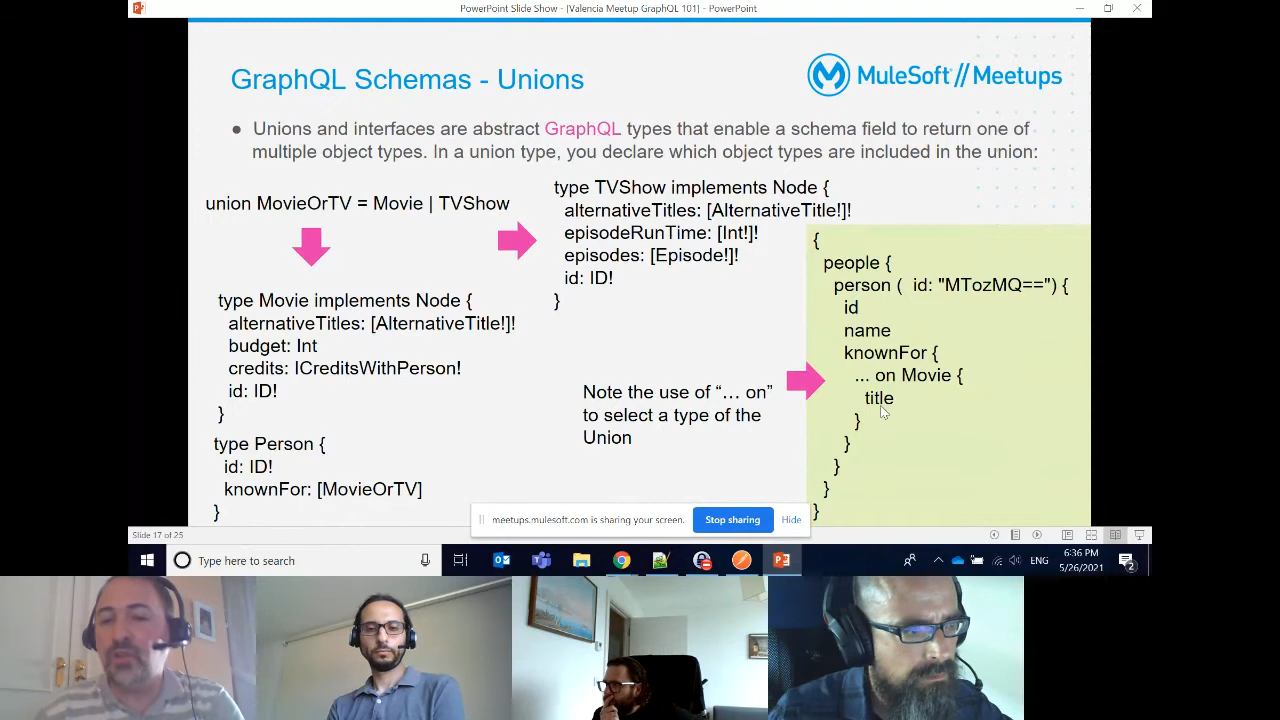 PowerPoint Slide Show - [Valencia Meetup GraphQL 101] - PowerPoint
GraphQL Schemas - Unions
MuleSoft // Meetups
● Unions and interfaces are abstract GraphQL types that enable a schema field to return one of
multiple object types. In a union type, you declare which object types are included in the union:
union MovieOrTV = Movie | TVShow
type Movie implements Node {
alternativeTitles: [AlternativeTitle!]!
budget: Int
credits: ICreditsWithPerson!
id: ID!
}
type Person {
id: ID!
knownFor: [MovieOrTV]
}
type TVShow implements Node {
alternativeTitles: [AlternativeTitle!]!
episodeRunTime: [Int!]!
episodes: [Episode!]!
id: ID!
}
Note the use of “… on”
to select a type of the
Union
{
people {
person ( id: "MTozMQ==") {
id
name
knownFor {
... on Movie {
title
}
}
}
}
}
meetups.mulesoft.com is sharing your screen.
Stop sharing
Hide
Slide 17 of 25
Type here to search
ENG
6:36 PM
5/26/2021
2